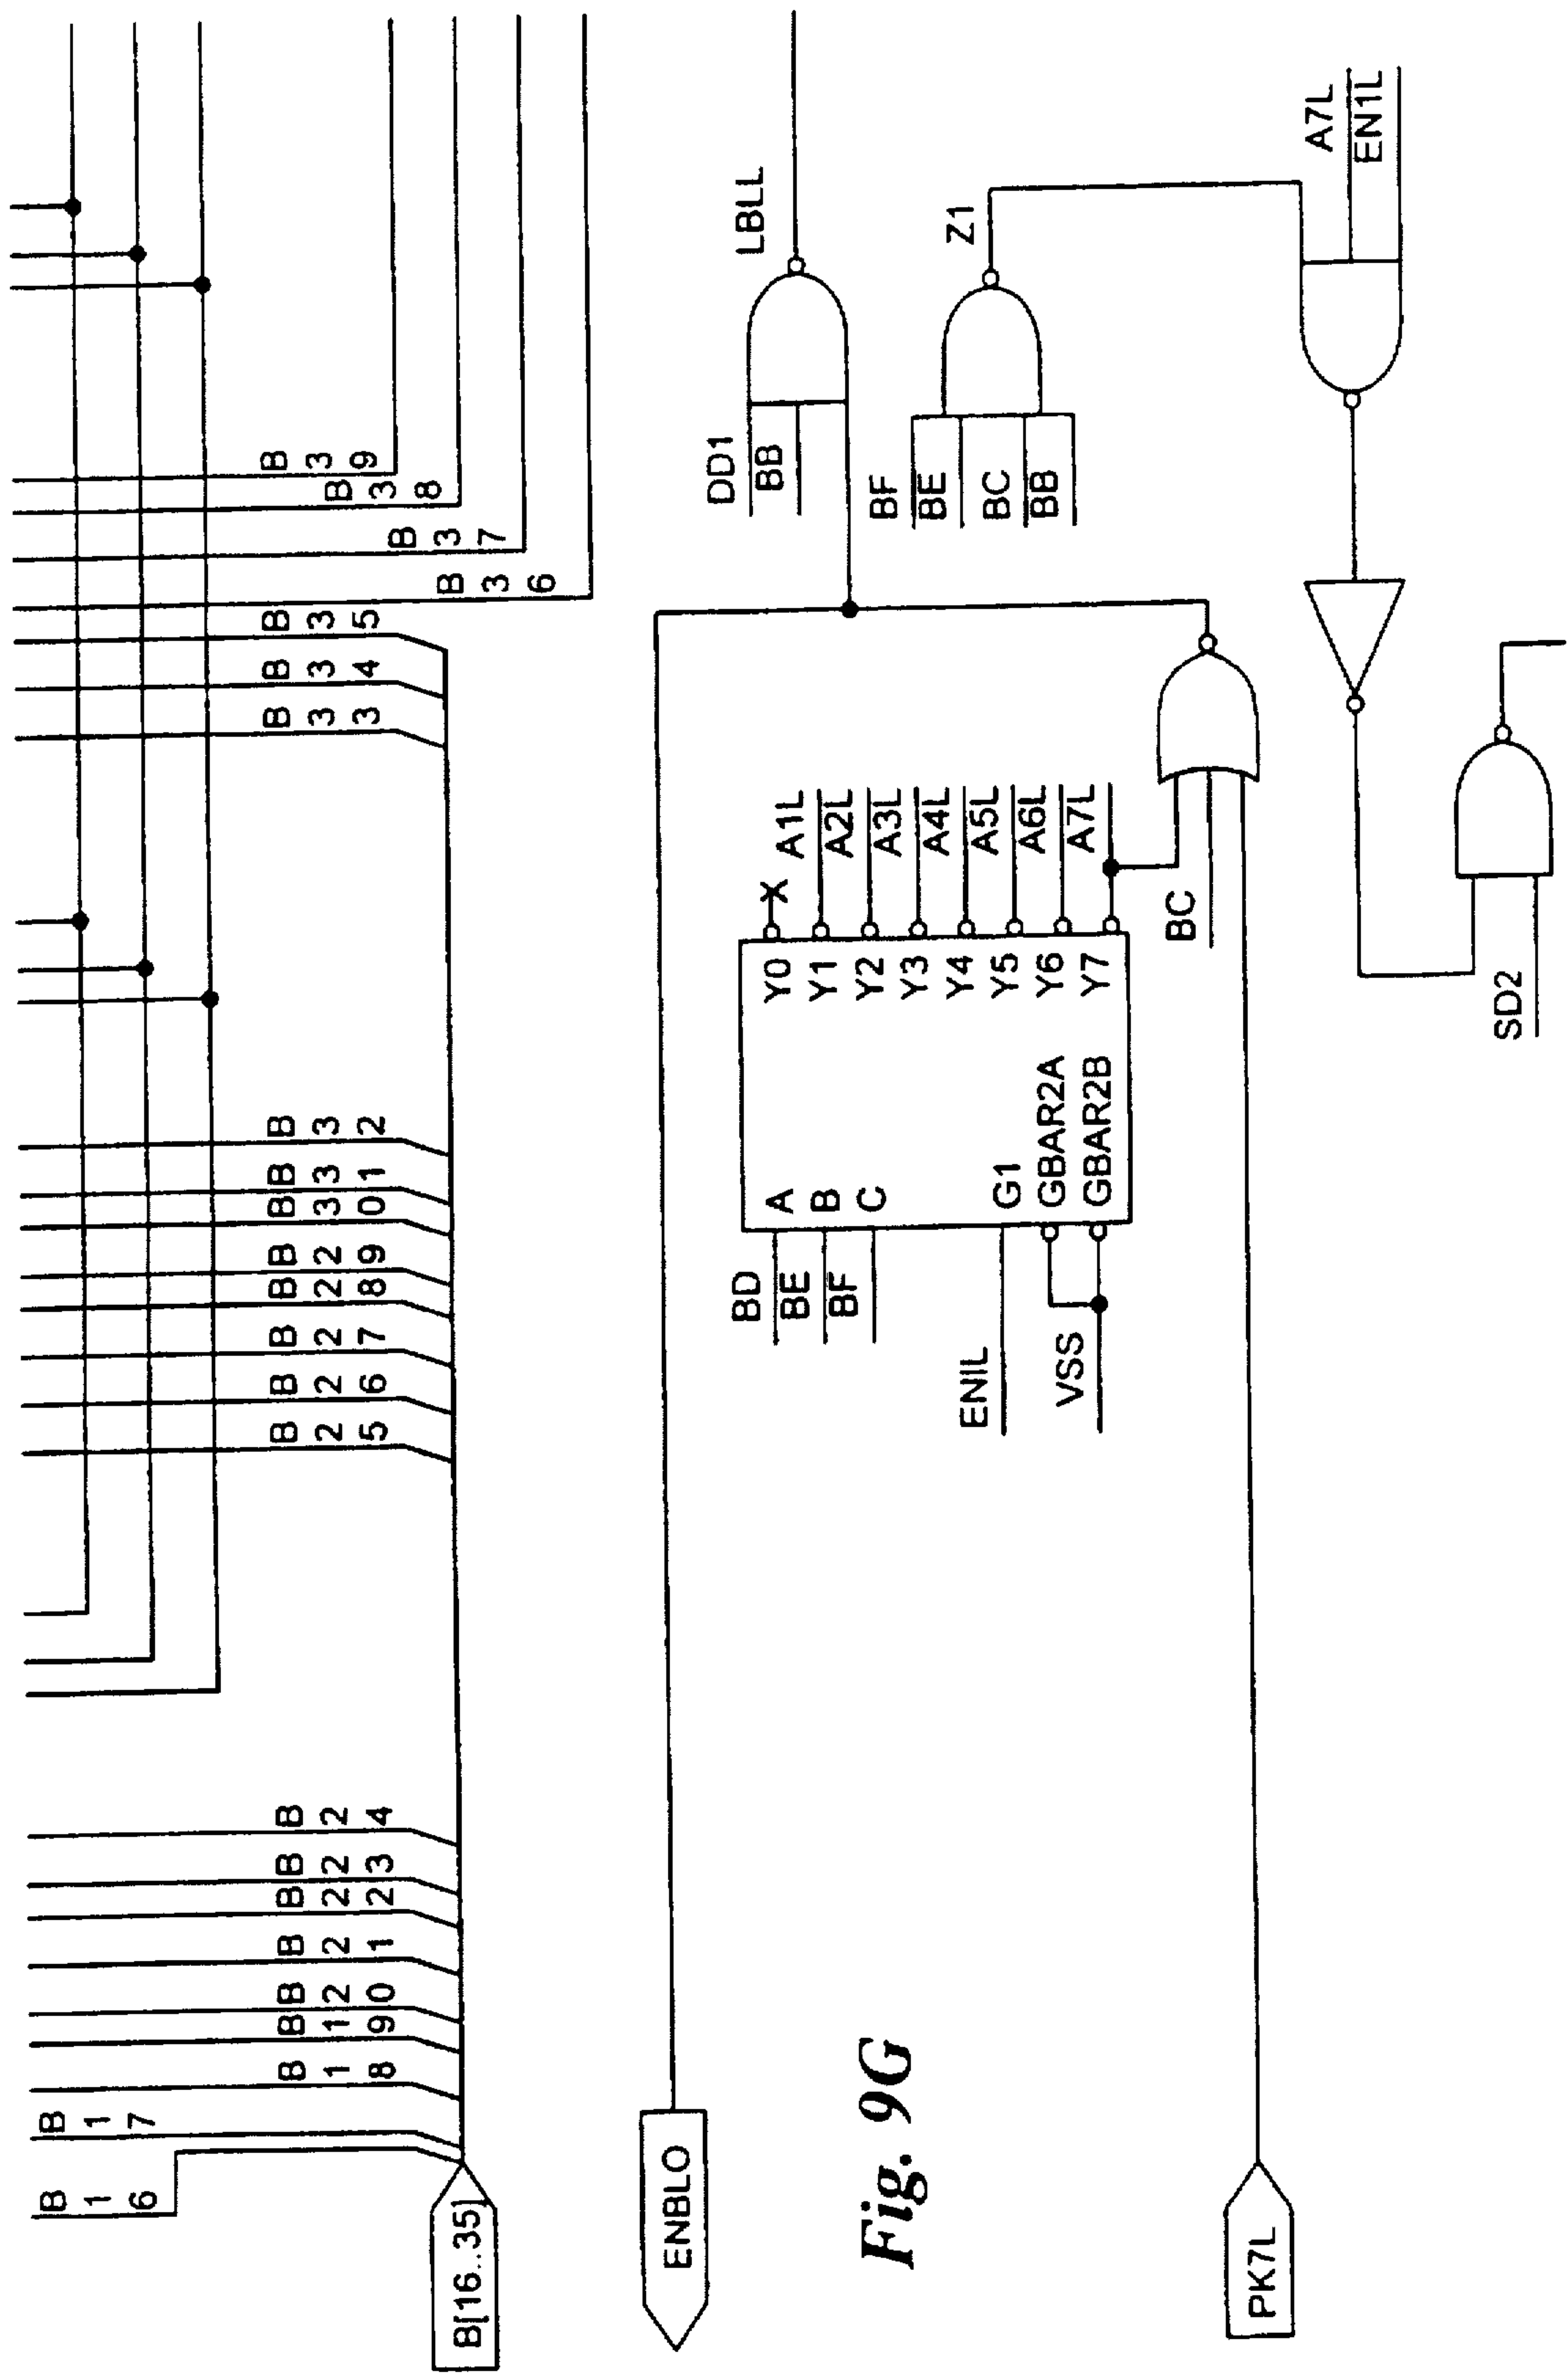 B16
B17
B18
B19
B20
B21
B22
B23
B24
B25
B26
B27
B28
B29
B30
B31
B32
B33
B34
B35
B36
B37
B38
B39
B[16..35]
ENBLO
DD1
BB
LBLL
BD
BE
BF
A
B
C
ENIL
G1
VSS
GBAR2A
GBAR2B
Y0
Y1
Y2
Y3
Y4
Y5
Y6
Y7
X
A1L
A2L
A3L
A4L
A5L
A6L
A7L
BF
BE
BC
BB
Z1
Fig. 9G
BC
PK7L
A7L
EN1L
SD2